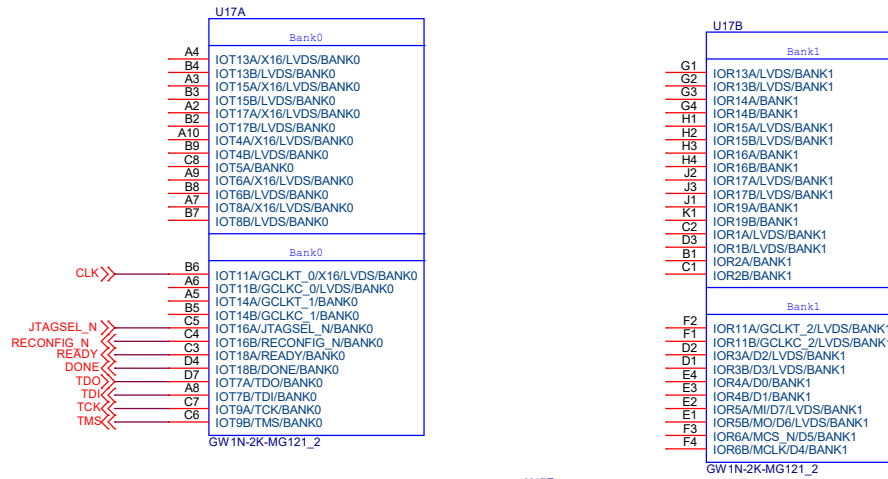 U17A
Bank0
A4 IOT13A/X16/LVDS/BANK0
B4 IOT13B/LVDS/BANK0
A3 IOT15A/X16/LVDS/BANK0
B3 IOT15B/LVDS/BANK0
A2 IOT17A/X16/LVDS/BANK0
B2 IOT17B/LVDS/BANK0
A10 IOT4A/X16/LVDS/BANK0
B9 IOT4B/LVDS/BANK0
C8 IOT5A/BANK0
A9 IOT6A/X16/LVDS/BANK0
B8 IOT6B/LVDS/BANK0
A7 IOT8A/X16/LVDS/BANK0
B7 IOT8B/LVDS/BANK0
Bank0
CLK B6 IOT11A/GCLKT_0/X16/LVDS/BANK0
A6 IOT11B/GCLKC_0/LVDS/BANK0
A5 IOT14A/GCLKT_1/BANK0
B5 IOT14B/GCLKC_1/BANK0
JTAGSEL_N C5 IOT16A/JTAGSEL_N/BANK0
RECONFIG_N C4 IOT16B/RECONFIG_N/BANK0
READY C3 IOT18A/READY/BANK0
DONE D4 IOT18B/DONE/BANK0
TDO D7 IOT7A/TDO/BANK0
TDI A8 IOT7B/TDI/BANK0
TCK C7 IOT9A/TCK/BANK0
TMS C6 IOT9B/TMS/BANK0
GW1N-2K-MG121_2
U17B
Bank1
G1 IOR13A/LVDS/BANK1
G2 IOR13B/LVDS/BANK1
G3 IOR14A/BANK1
G4 IOR14B/BANK1
H1 IOR15A/LVDS/BANK1
H2 IOR15B/LVDS/BANK1
H3 IOR16A/BANK1
H4 IOR16B/BANK1
J2 IOR17A/LVDS/BANK1
J3 IOR17B/LVDS/BANK1
J1 IOR19A/BANK1
K1 IOR19B/BANK1
C2 IOR1A/LVDS/BANK1
D3 IOR1B/LVDS/BANK1
B1 IOR2A/BANK1
C1 IOR2B/BANK1
Bank1
F2 IOR11A/GCLKT_2/LVDS/BANK1
F1 IOR11B/GCLKC_2/LVDS/BANK1
D2 IOR3A/D2/LVDS/BANK1
D1 IOR3B/D3/LVDS/BANK1
E4 IOR4A/D0/BANK1
E3 IOR4B/D1/BANK1
E2 IOR5A/MI/D7/LVDS/BANK1
E1 IOR5B/MO/D6/LVDS/BANK1
F3 IOR6A/MCS_N/D5/BANK1
F4 IOR6B/MCLK/D4/BANK1
GW1N-2K-MG121_2